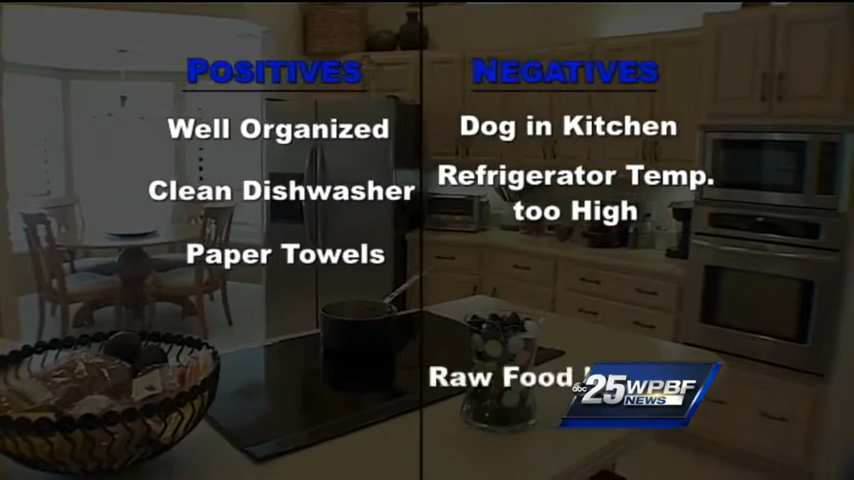 POSITIVES
Well Organized
Clean Dishwasher
Paper Towels
NEGATIVES
Dog in Kitchen
Refrigerator Temp.
too High
Raw Food
abc 25 WPBF
NEWS